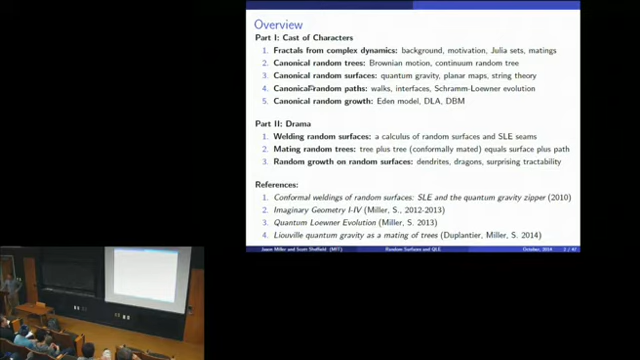 Overview
Part I: Cast of Characters
1. Fractals from complex dynamics: background, motivation, Julia sets, matings
2. Canonical random trees: Brownian motion, continuum random tree
3. Canonical random surfaces: quantum gravity, planar maps, string theory
4. Canonical random paths: walks, interfaces, Schramm-Loewner evolution
5. Canonical random growth: Eden model, DLA, DBM
Part II: Drama
1. Welding random surfaces: a calculus of random surfaces and SLE seams
2. Mating random trees: tree plus tree (conformally mated) equals surface plus path
3. Random growth on random surfaces: dendrites, dragons, surprising tractability
References:
1. Conformal weldings of random surfaces: SLE and the quantum gravity zipper (2010)
2. Imaginary Geometry I-IV (Miller, S., 2012-2013)
3. Quantum Loewner Evolution (Miller, S. 2013)
4. Liouville quantum gravity as a mating of trees (Duplantier, Miller, S. 2014)
Jason Miller and Scott Sheffield (MIT) Random Surfaces and QLE October, 2014 2 / 47